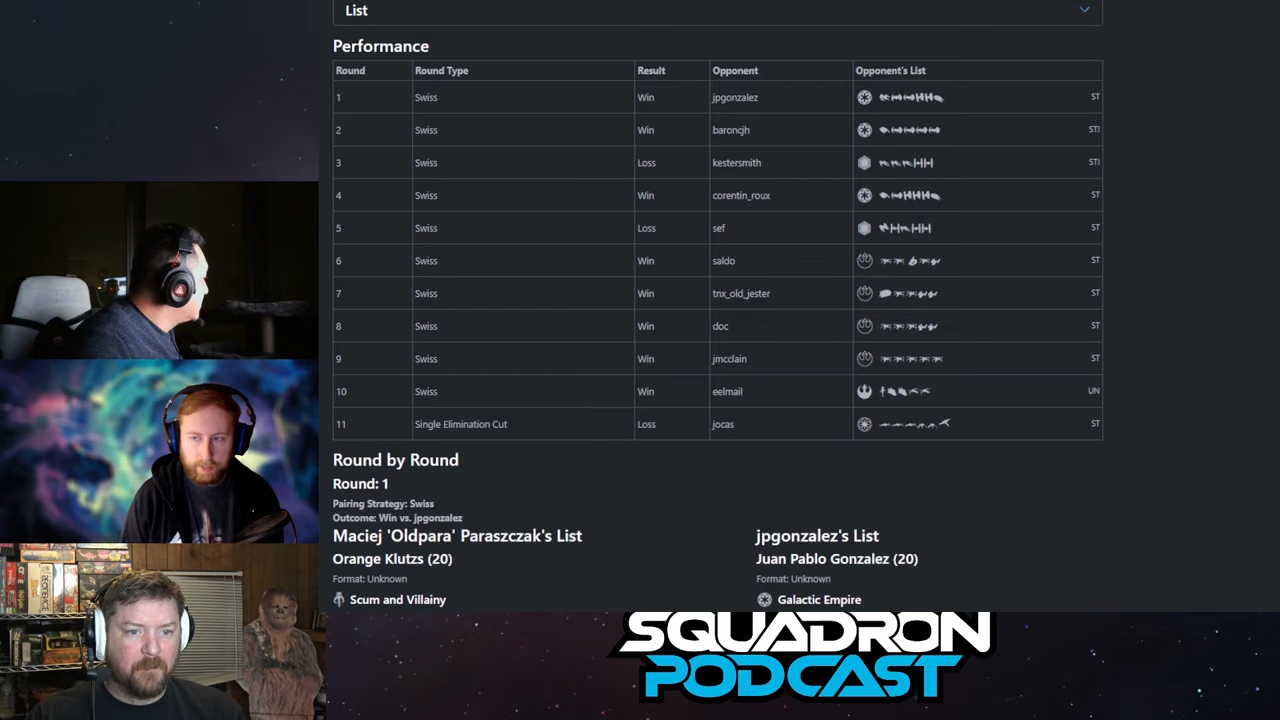 List
Performance
Round Round Type Result Opponent Opponent's List
1 Swiss Win jpgonzalez ST
2 Swiss Win baroncjh STI
3 Swiss Loss kestersmith STI
4 Swiss Win corentin_roux ST
5 Swiss Loss sef ST
6 Swiss Win saldo ST
7 Swiss Win tnx_old_jester ST
8 Swiss Win doc ST
9 Swiss Win jmcclain ST
10 Swiss Win eelmail UN
11 Single Elimination Cut Loss jocas ST
Round by Round
Round: 1
Pairing Strategy: Swiss
Outcome: Win vs. jpgonzalez
Maciej 'Oldpara' Paraszczak's List
Orange Klutzs (20)
Format: Unknown
Scum and Villainy
jpgonzalez's List
Juan Pablo Gonzalez (20)
Format: Unknown
Galactic Empire
SQUADRON
PODCAST